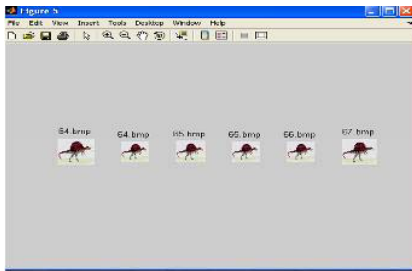 Figure 5
File Edit View Insert Tools Desktop Window Help
64.bmp 64.bmp 65.bmp 65.bmp 66.bmp 67.bmp